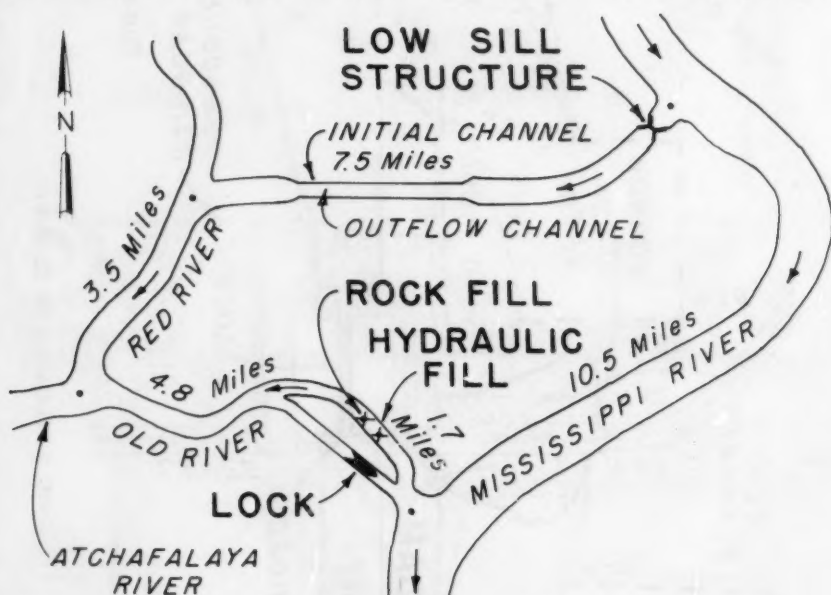 LOW SILL
STRUCTURE
N
INITIAL CHANNEL
7.5 Miles
OUTFLOW CHANNEL
3.5 Miles
RED RIVER
ROCK FILL
HYDRAULIC
FILL
4.8 Miles
1.7
Miles
10.5 Miles
MISSISSIPPI RIVER
OLD RIVER
LOCK
ATCHAFALAYA
RIVER